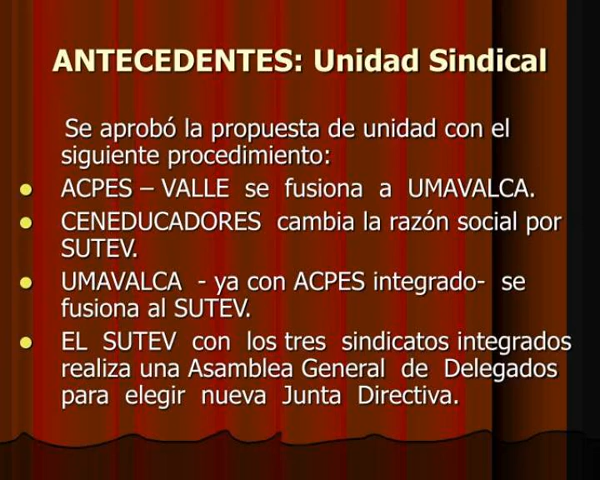 ANTECEDENTES: Unidad Sindical
Se aprobó la propuesta de unidad con el
siguiente procedimiento:
ACPES – VALLE se fusiona a UMAVALCA.
CENEDUCADORES cambia la razón social por
SUTEV.
UMAVALCA - ya con ACPES integrado- se
fusiona al SUTEV.
EL SUTEV con los tres sindicatos integrados
realiza una Asamblea General de Delegados
para elegir nueva Junta Directiva.